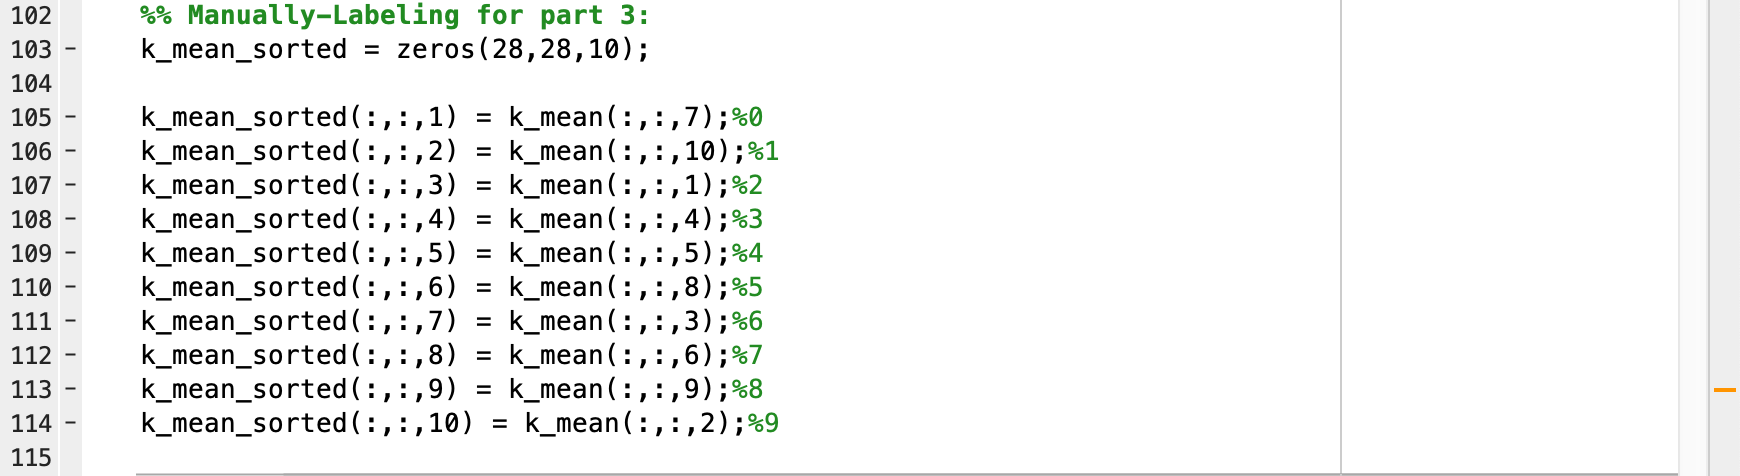 102 %% Manually-Labeling for part 3:
103 - k_mean_sorted = zeros(28,28,10);
104
105 - k_mean_sorted(:,:,1) = k_mean(:,:,7);%0
106 - k_mean_sorted(:,:,2) = k_mean(:,:,10);%1
107 - k_mean_sorted(:,:,3) = k_mean(:,:,1);%2
108 - k_mean_sorted(:,:,4) = k_mean(:,:,4);%3
109 - k_mean_sorted(:,:,5) = k_mean(:,:,5);%4
110 - k_mean_sorted(:,:,6) = k_mean(:,:,8);%5
111 - k_mean_sorted(:,:,7) = k_mean(:,:,3);%6
112 - k_mean_sorted(:,:,8) = k_mean(:,:,6);%7
113 - k_mean_sorted(:,:,9) = k_mean(:,:,9);%8
114 - k_mean_sorted(:,:,10) = k_mean(:,:,2);%9
115